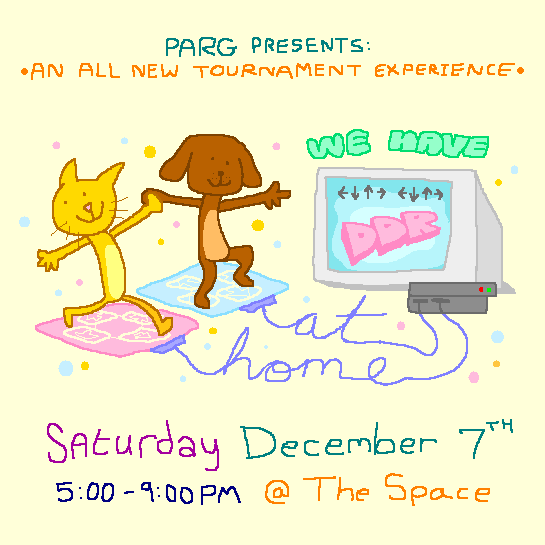 PARG PRESENTS:
•AN ALL NEW TOURNAMENT EXPERIENCE•
WE HAVE
←↓↑→ ←↓↑→
DDR
at
home
Saturday December 7TH
5:00-9:00PM @ The Space